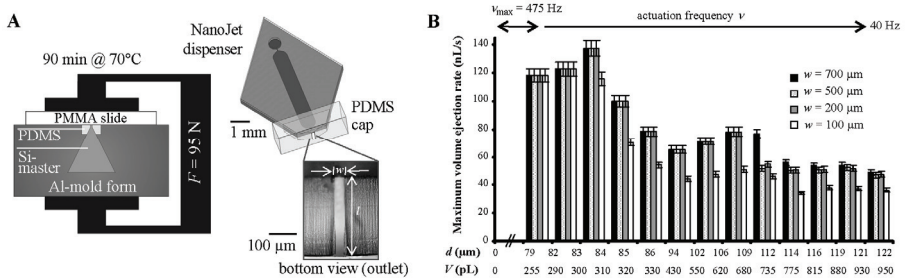 A
90 min @ 70°C
PMMA slide
PDMS
Si-
master
Al-mold form
F = 95 N
NanoJet
dispenser
1 mm
PDMS
cap
w
l
100 µm
bottom view (outlet)
B
νmax = 475 Hz
actuation frequency ν
40 Hz
Maximum volume ejection rate (nL/s)
140
120
100
80
60
40
20
0
w = 700 µm
w = 500 µm
w = 200 µm
w = 100 µm
d (µm) 0 79 82 83 84 85 86 94 102 106 108 112 114 116 119 121 122
V (pL) 0 255 290 300 310 320 330 430 550 620 680 735 775 815 880 930 950